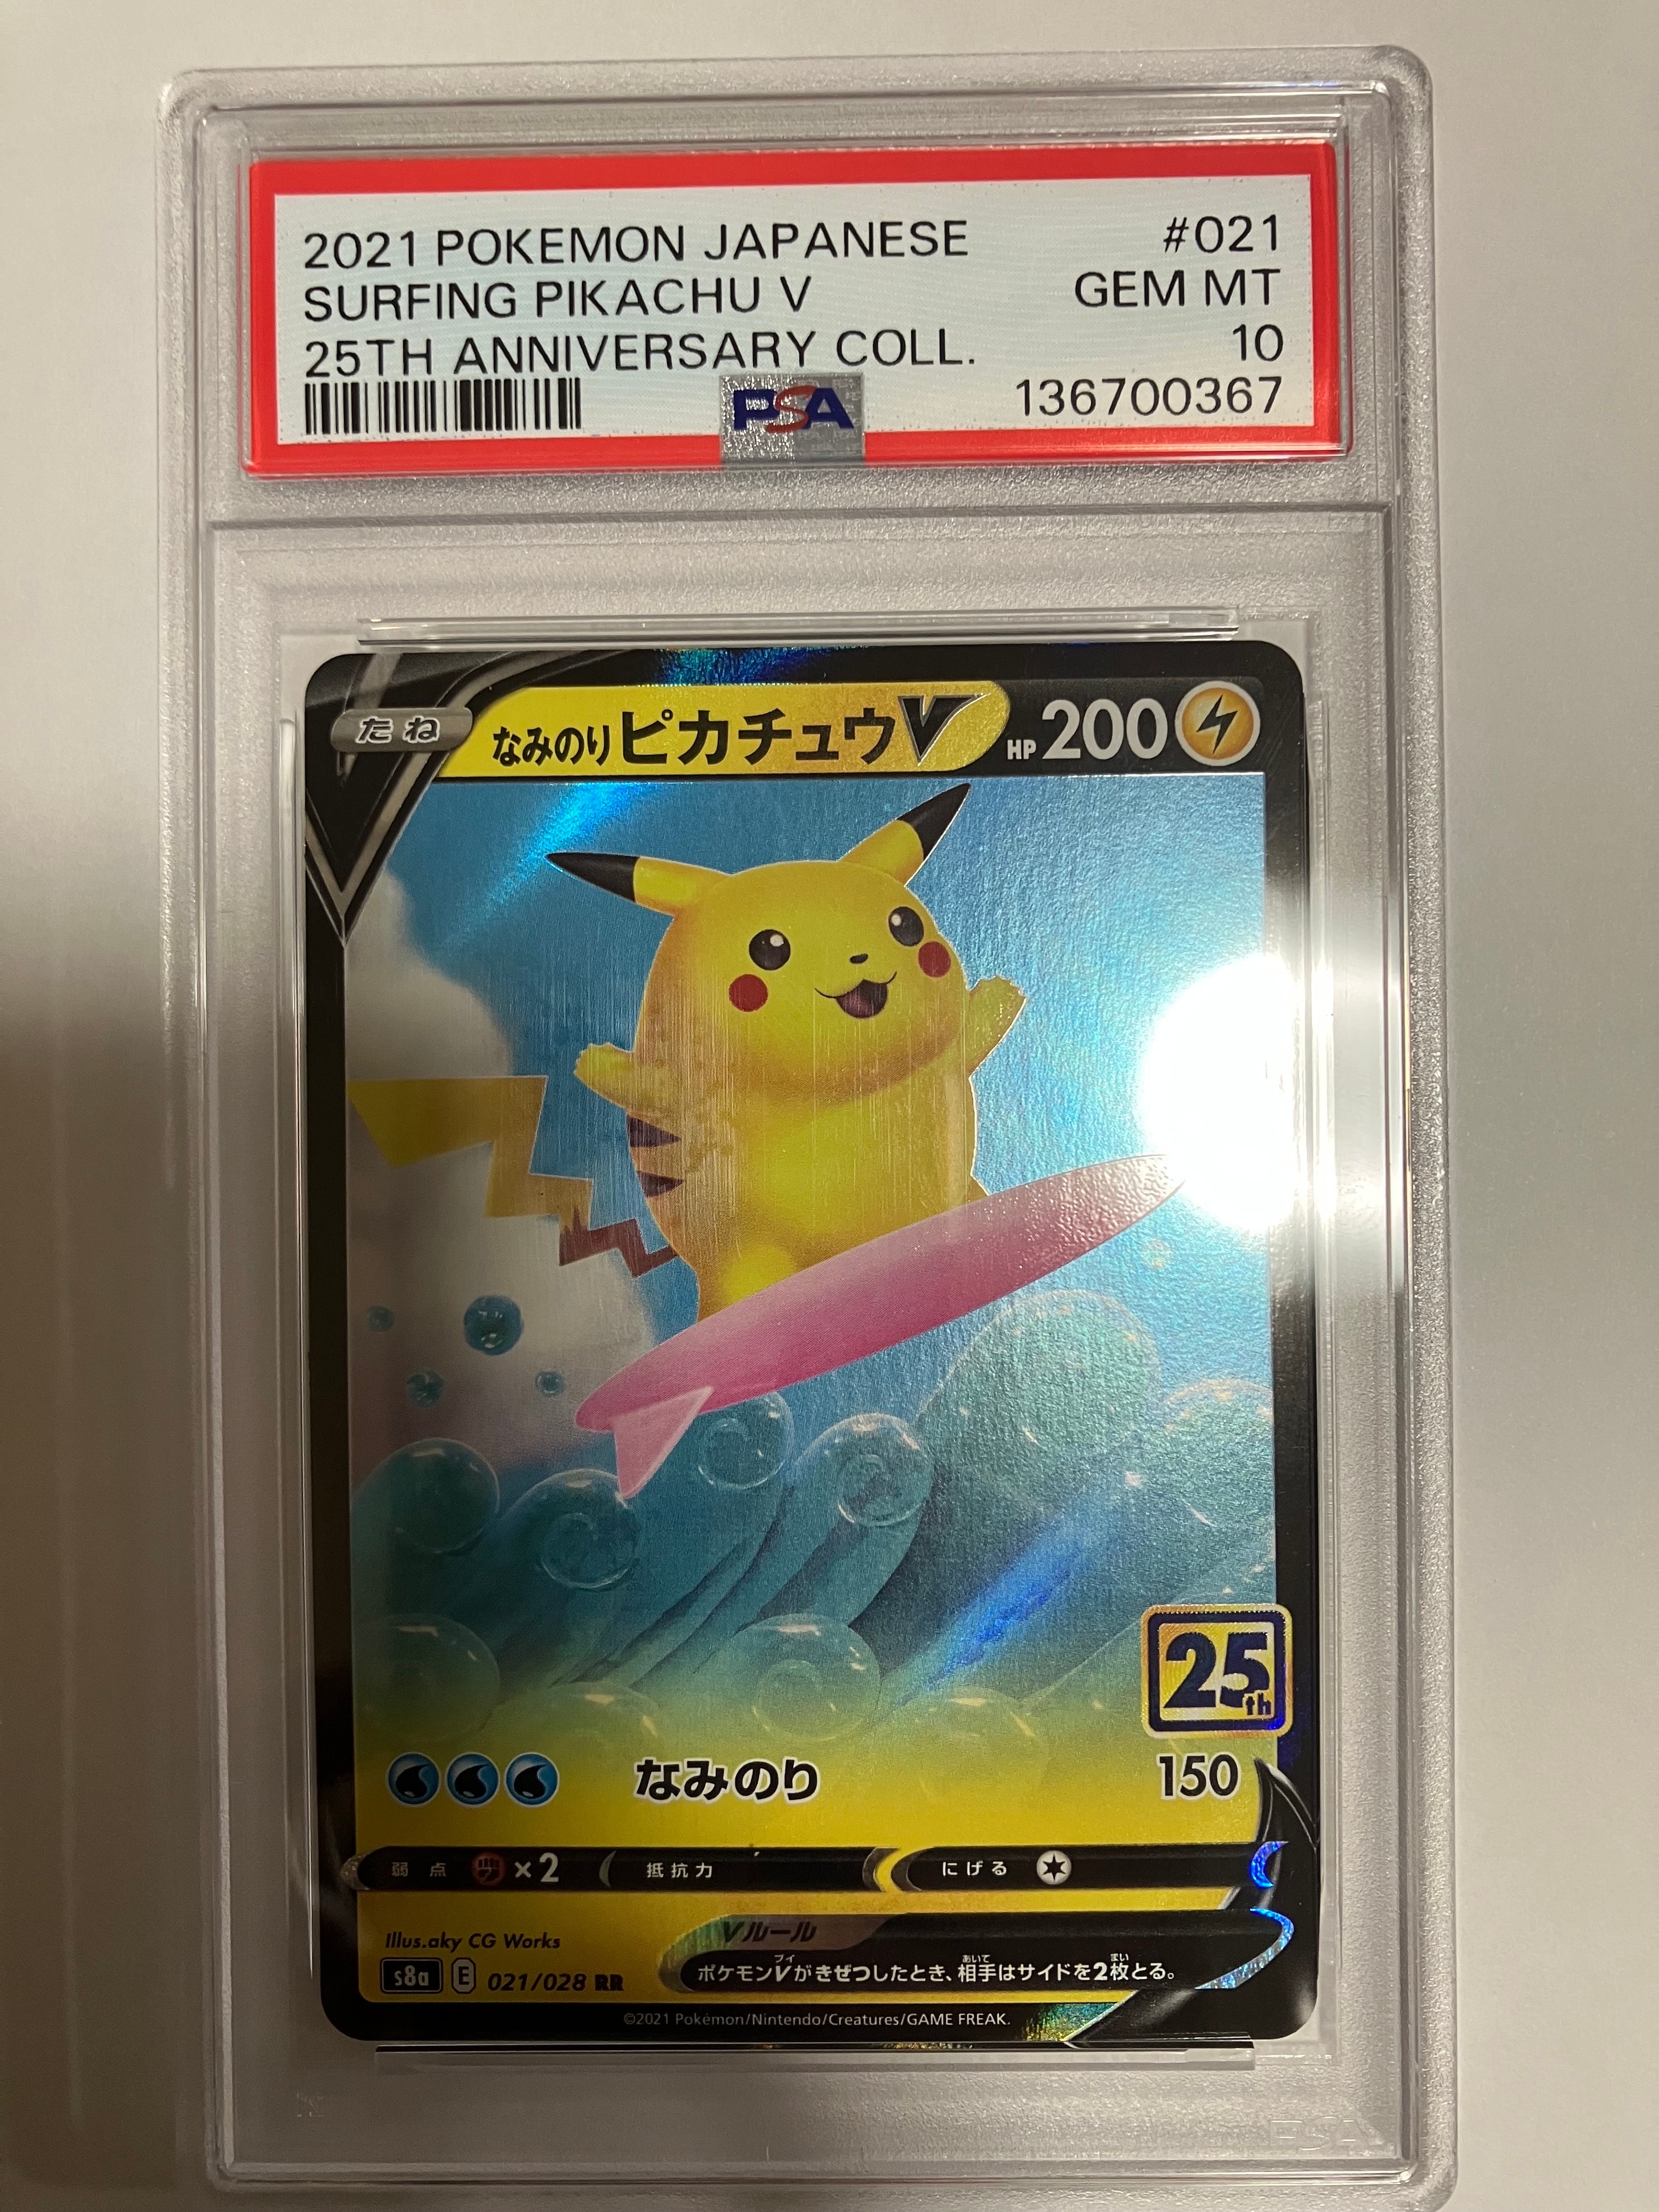 2021 POKEMON JAPANESE #021
SURFING PIKACHU V GEM MT
25TH ANNIVERSARY COLL. 10
PSA 136700367
たね なみのりピカチュウV HP200
25th
なみのり 150
弱点 ×2 抵抗力 にげる
Illus.aky CG Works Vルール
s8a E 021/028 RR ポケモンVがきぜつしたとき、相手はサイドを2枚とる。
©2021 Pokémon/Nintendo/Creatures/GAME FREAK.
PSA